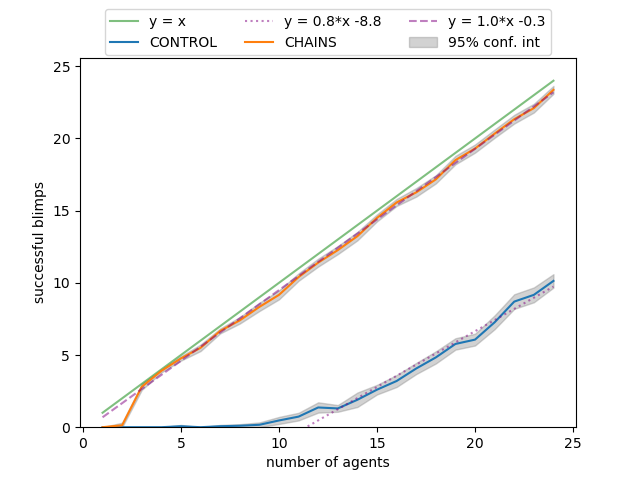 y = x
y = 0.8*x -8.8
y = 1.0*x -0.3
CONTROL
CHAINS
95% conf. int
25
20
15
10
5
0
successful blimps
0 5 10 15 20 25
number of agents